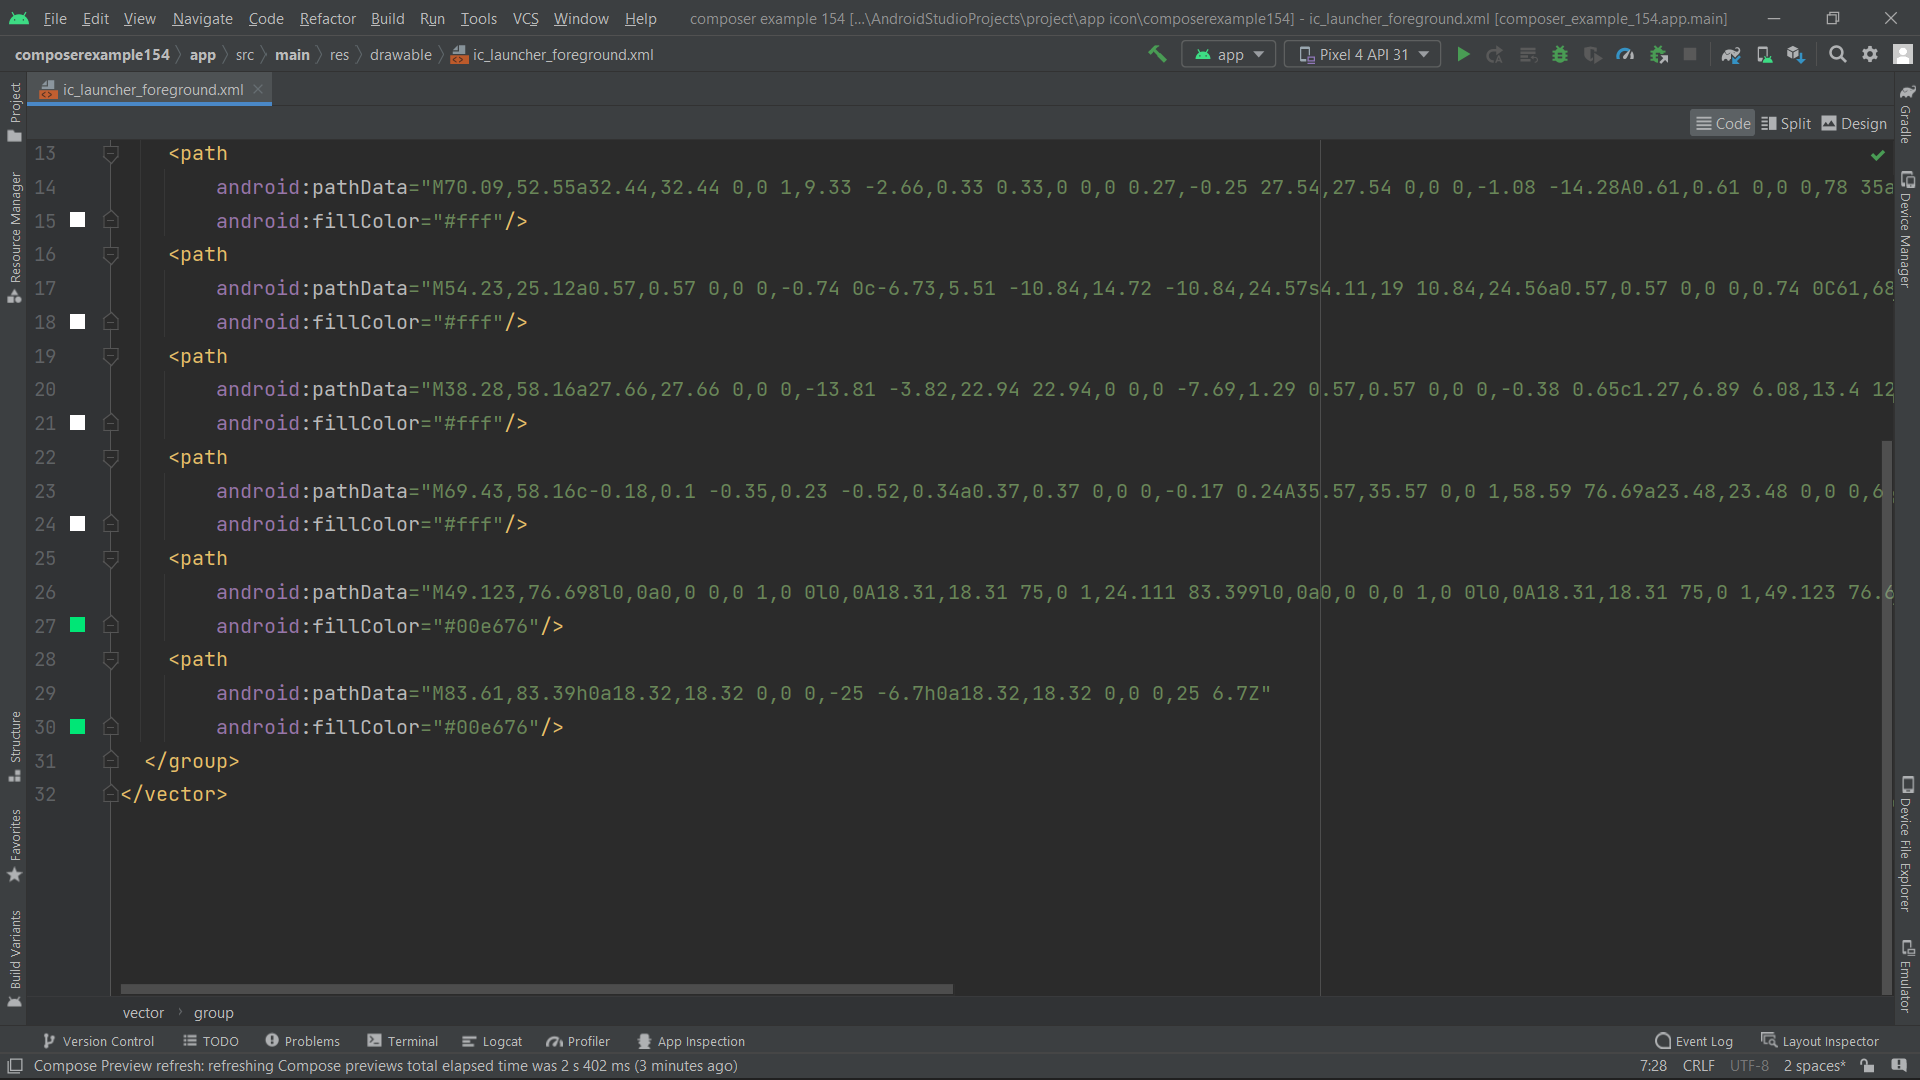 File Edit View Navigate Code Refactor Build Run Tools VCS Window Help composer example 154 [...\AndroidStudioProjects\project\app icon\composerexample154] - ic_launcher_foreground.xml [composer_example_154.app.main]
composerexample154 app src main res drawable ic_launcher_foreground.xml app Pixel 4 API 31
ic_launcher_foreground.xml
Code Split Design
13 <path
14 android:pathData="M70.09,52.55a32.44,32.44 0,0 1,9.33 -2.66,0.33 0.33,0 0,0 0.27,-0.25 27.54,27.54 0,0 0,-1.08 -14.28A0.61,0.61 0,0 0,78 35a
15 android:fillColor="#fff"/>
16 <path
17 android:pathData="M54.23,25.12a0.57,0.57 0,0 0,-0.74 0c-6.73,5.51 -10.84,14.72 -10.84,24.57s4.11,19 10.84,24.56a0.57,0.57 0,0 0,0.74 0C61,68
18 android:fillColor="#fff"/>
19 <path
20 android:pathData="M38.28,58.16a27.66,27.66 0,0 0,-13.81 -3.82,22.94 22.94,0 0,0 -7.69,1.29 0.57,0.57 0,0 0,-0.38 0.65c1.27,6.89 6.08,13.4 12
21 android:fillColor="#fff"/>
22 <path
23 android:pathData="M69.43,58.16c-0.18,0.1 -0.35,0.23 -0.52,0.34a0.37,0.37 0,0 0,-0.17 0.24A35.57,35.57 0,0 1,58.59 76.69a23.48,23.48 0,0 0,6
24 android:fillColor="#fff"/>
25 <path
26 android:pathData="M49.123,76.698l0,0a0,0 0,0 1,0 0l0,0A18.31,18.31 75,0 1,24.111 83.399l0,0a0,0 0,0 1,0 0l0,0A18.31,18.31 75,0 1,49.123 76.6
27 android:fillColor="#00e676"/>
28 <path
29 android:pathData="M83.61,83.39h0a18.32,18.32 0,0 0,-25 -6.7h0a18.32,18.32 0,0 0,25 6.7Z"
30 android:fillColor="#00e676"/>
31 </group>
32 </vector>
Project
Resource Manager
Structure
Favorites
Build Variants
Gradle
Device Manager
Device File Explorer
Emulator
vector group
Version Control TODO Problems Terminal Logcat Profiler App Inspection Event Log Layout Inspector
Compose Preview refresh: refreshing Compose previews total elapsed time was 2 s 402 ms (3 minutes ago) 7:28 CRLF UTF-8 2 spaces*